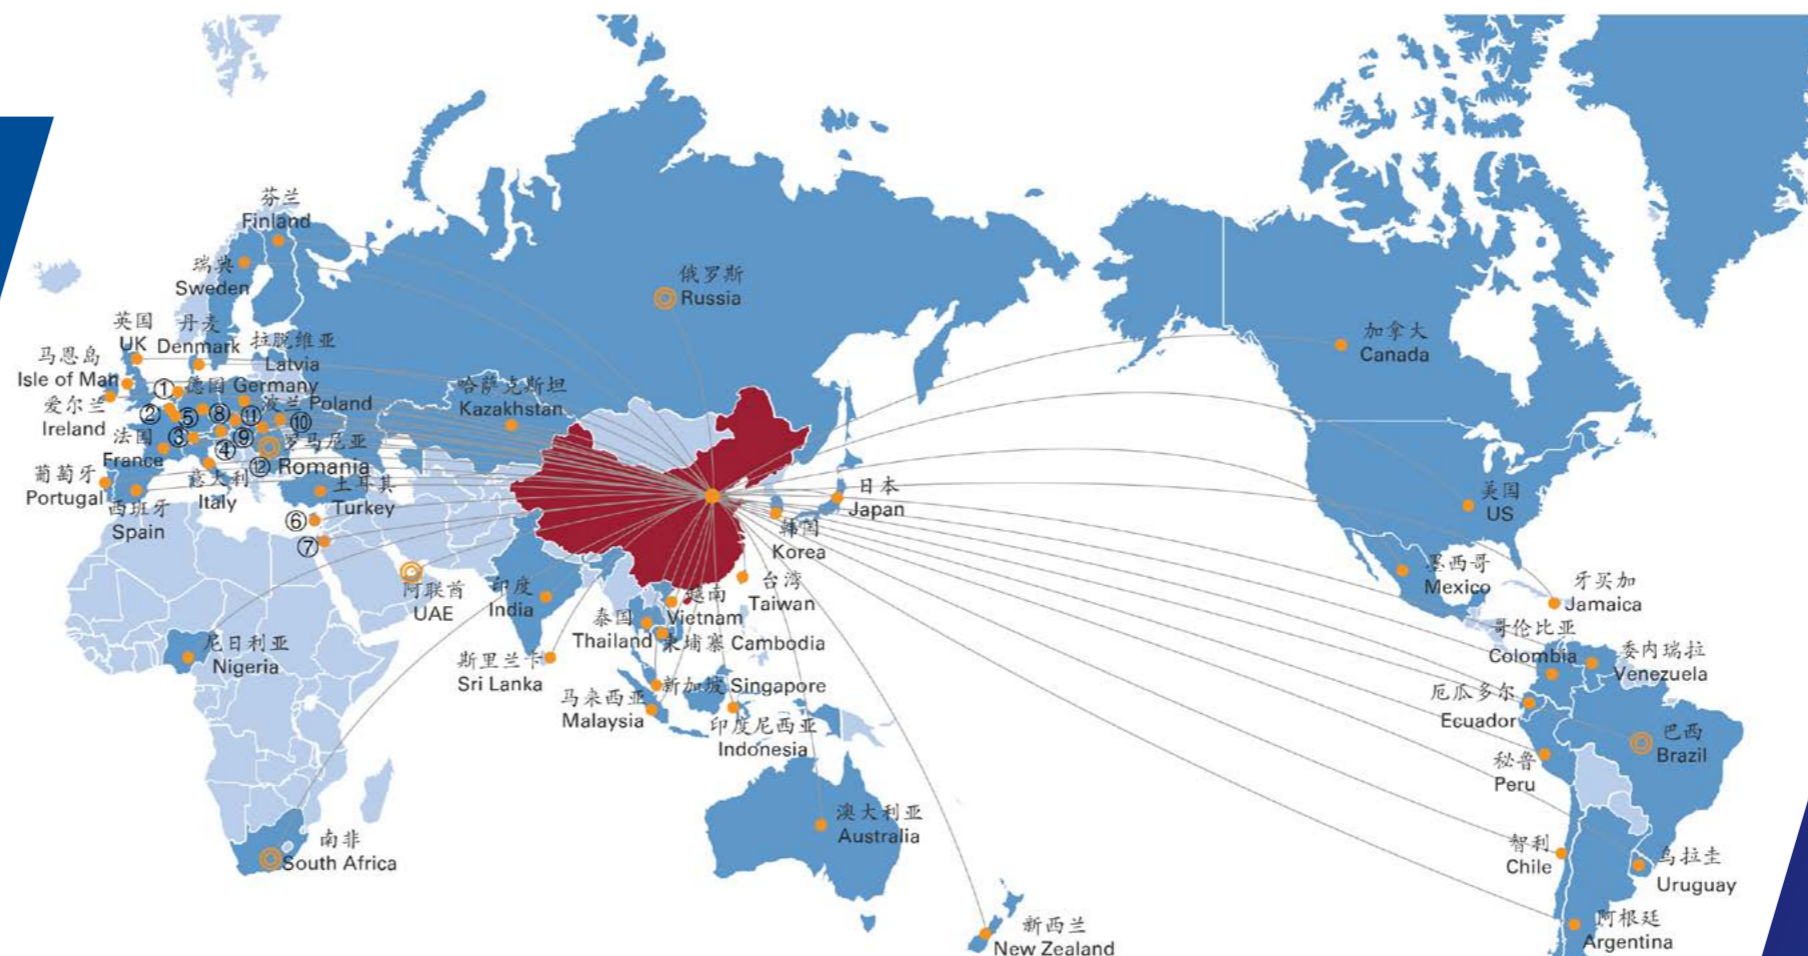 芬兰
Finland
瑞典
Sweden
俄罗斯
Russia
英国
UK
丹麦
Denmark
拉脱维亚
Latvia
马恩岛
Isle of Man
加拿大
Canada
①
德国 Germany
哈萨克斯坦
Kazakhstan
爱尔兰
Ireland
②
⑤
⑧
⑪
波兰 Poland
⑩
法国
France
③
④
⑨
罗马尼亚
⑫ Romania
葡萄牙
Portugal
西班牙
Spain
意大利
Italy
土耳其
Turkey
⑥
⑦
日本
Japan
韩国
Korea
美国
US
阿联酋
UAE
印度
India
台湾
Taiwan
越南
Vietnam
泰国
Thailand
柬埔寨 Cambodia
墨西哥
Mexico
牙买加
Jamaica
尼日利亚
Nigeria
斯里兰卡
Sri Lanka
哥伦比亚
Colombia
委内瑞拉
Venezuela
新加坡 Singapore
马来西亚
Malaysia
印度尼西亚
Indonesia
厄瓜多尔
Ecuador
巴西
Brazil
秘鲁
Peru
南非
South Africa
澳大利亚
Australia
智利
Chile
乌拉圭
Uruguay
新西兰
New Zealand
阿根廷
Argentina